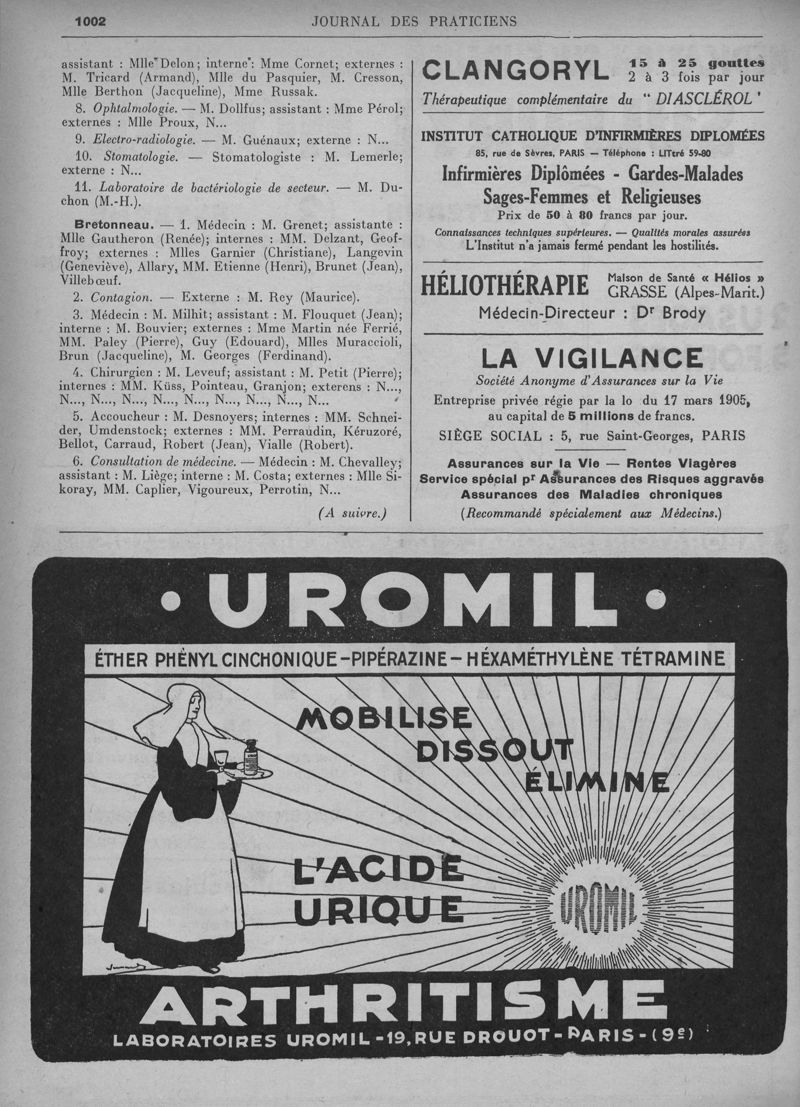 1002
JOURNAL DES PRATICIENS
assistant : Mlle Delon; interne : Mme Cornet; externes :
M. Tricard (Armand), Mlle du Pasquier, M. Cresson,
Mlle Berthon (Jacqueline), Mme Russak.
8. Ophtalmologie. — M. Dollfus; assistant : Mme Pérol;
externes : Mlle Proux, N...
9. Electro-radiologie. — M. Guénaux; externe : N...
10. Stomatologie. — Stomatologiste : M. Lemerle;
externe : N...
11. Laboratoire de bactériologie de secteur. — M. Du-
chon (M.-H.).
Bretonneau. — 1. Médecin : M. Grenet; assistante :
Mlle Gautheron (Renée); internes : MM. Delzant, Geof-
froy; externes : Mlles Garnier (Christiane), Langevin
(Geneviève), Allary, MM. Etienne (Henri), Brunet (Jean),
Villebœuf.
2. Contagion. — Externe : M. Rey (Maurice).
3. Médecin : M. Milhit; assistant : M. Flouquet (Jean);
interne : M. Bouvier; externes : Mme Martin née Ferrié,
MM. Paley (Pierre), Guy (Edouard), Mlles Muraccioli,
Brun (Jacqueline), M. Georges (Ferdinand).
4. Chirurgien : M. Leveuf; assistant : M. Petit (Pierre);
internes : MM. Küss, Pointeau, Granjon; exterens : N...,
N..., N..., N..., N..., N..., N..., N..., N...
5. Accoucheur : M. Desnoyers; internes : MM. Schnei-
der, Umdenstock; externes : MM. Perraudin, Kéruzoré,
Bellot, Carraud, Robert (Jean), Vialle (Robert).
6. Consultation de médecine. — Médecin : M. Chevalley;
assistant : M. Liège; interne : M. Costa; externes : Mlle Si-
koray, MM. Caplier, Vigoureux, Perrotin, N...
(A suivre.)
CLANGORYL 15 à 25 gouttes
2 à 3 fois par jour
Thérapeutique complémentaire du " DIASCLÉROL '
INSTITUT CATHOLIQUE D'INFIRMIÈRES DIPLOMÉES
85, rue de Sèvres, PARIS — Téléphone : LITtré 59-80
Infirmières Diplômées - Gardes-Malades
Sages-Femmes et Religieuses
Prix de 50 à 80 francs par jour.
Connaissances techniques supérieures. — Qualités morales assurées
L'Institut n'a jamais fermé pendant les hostilités.
HÉLIOTHÉRAPIE Maison de Santé « Hélios »
GRASSE (Alpes-Marit.)
Médecin-Directeur : Dr Brody
LA VIGILANCE
Société Anonyme d'Assurances sur la Vie
Entreprise privée régie par la lo du 17 mars 1905,
au capital de 5 millions de francs.
SIÈGE SOCIAL : 5, rue Saint-Georges, PARIS
Assurances sur la Vie — Rentes Viagères
Service spécial pr Assurances des Risques aggravés
Assurances des Maladies chroniques
(Recommandé spécialement aux Médecins.)
• UROMIL •
ÉTHER PHÉNYL CINCHONIQUE – PIPÉRAZINE – HÉXAMÉTHYLÈNE TÉTRAMINE
MOBILISE
DISSOUT
ÉLIMINE
L'ACIDE
URIQUE
UROMIL
ARTHRITISME
LABORATOIRES UROMIL - 19, RUE DROUOT - PARIS - (9e)